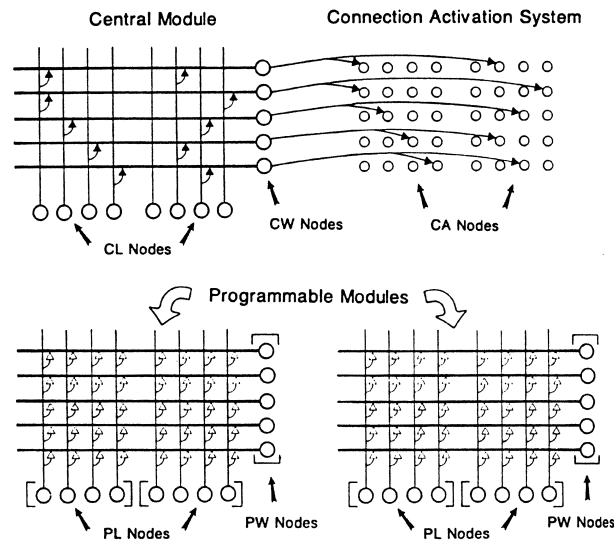 Central Module
Connection Activation System
CL Nodes
CW Nodes
CA Nodes
Programmable Modules
PL Nodes
PW Nodes
PL Nodes
PW Nodes